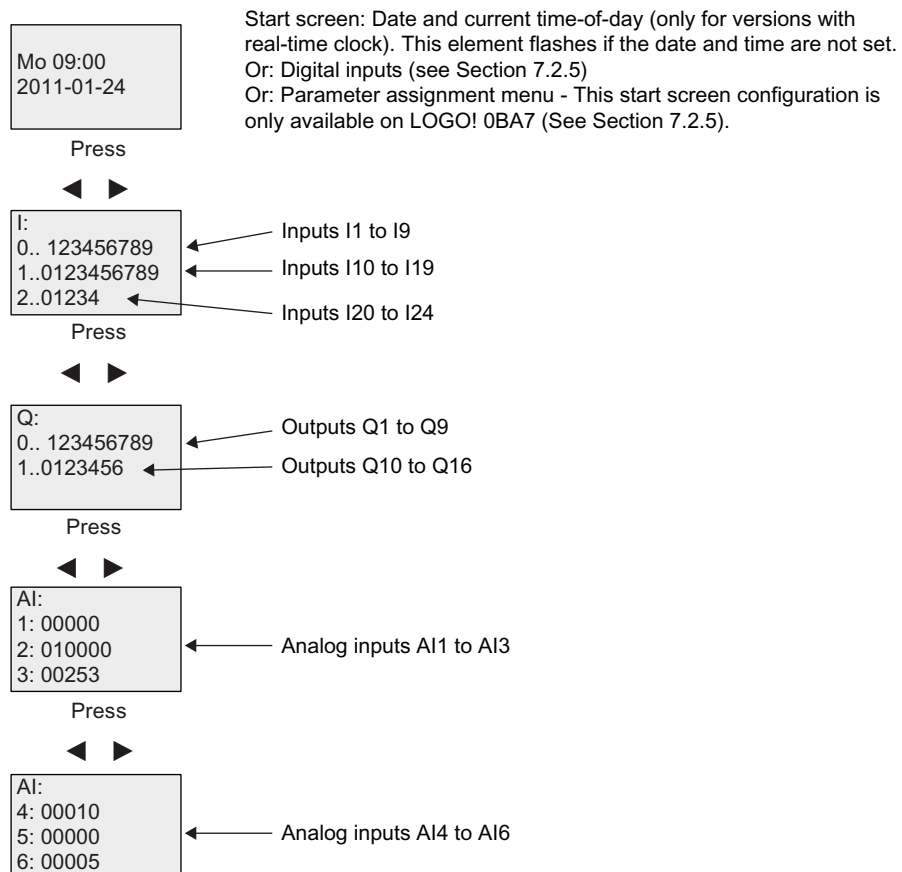 Start screen: Date and current time-of-day (only for versions with
real-time clock). This element flashes if the date and time are not set.
Or: Digital inputs (see Section 7.2.5)
Or: Parameter assignment menu - This start screen configuration is
only available on LOGO! 0BA7 (See Section 7.2.5).
Mo 09:00
2011-01-24
Press
I:
0.. 123456789
1..0123456789
2..01234
Inputs I1 to I9
Inputs I10 to I19
Inputs I20 to I24
Press
Q:
0.. 123456789
1..0123456
Outputs Q1 to Q9
Outputs Q10 to Q16
Press
AI:
1: 00000
2: 010000
3: 00253
Analog inputs AI1 to AI3
Press
AI:
4: 00010
5: 00000
6: 00005
Analog inputs AI4 to AI6